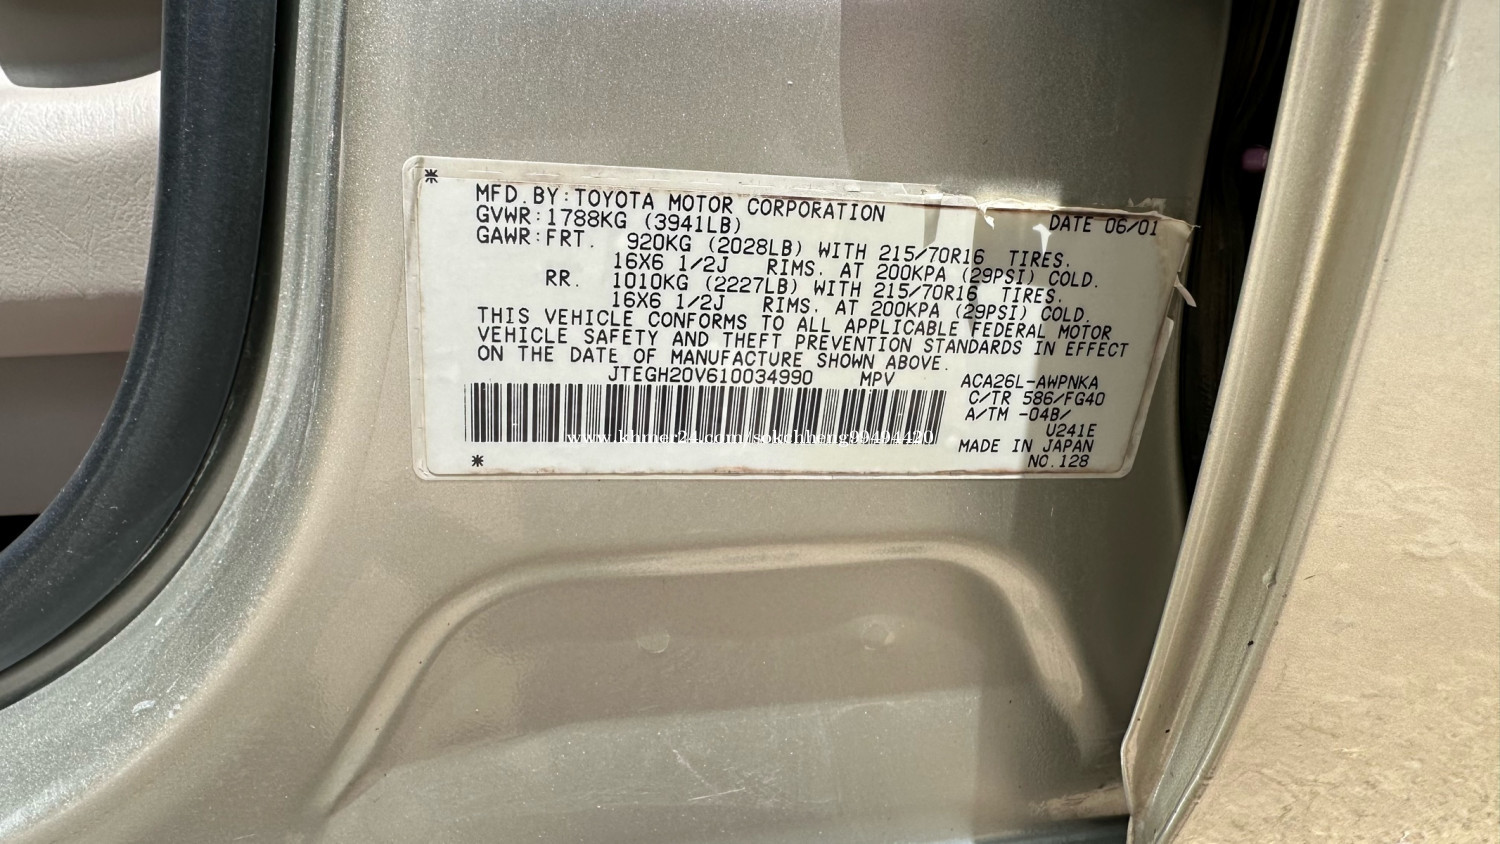 MFD.BY:TOYOTA MOTOR CORPORATION DATE 06/01
GVWR:1788KG (3941LB)
GAWR:FRT. 920KG (2028LB) WITH 215/70R16 TIRES.
16X6 1/2J RIMS. AT 200KPA (29PSI) COLD.
RR. 1010KG (2227LB) WITH 215/70R16 TIRES.
16X6 1/2J RIMS. AT 200KPA (29PSI) COLD.
THIS VEHICLE CONFORMS TO ALL APPLICABLE FEDERAL MOTOR
VEHICLE SAFETY AND THEFT PREVENTION STANDARDS IN EFFECT
ON THE DATE OF MANUFACTURE SHOWN ABOVE.
JTEGH20V610034990 MPV ACA26L-AWPNKA
C/TR 586/FG40
A/TM -04B/
U241E
www.khmer24.com/sokchheng99494420
MADE IN JAPAN
NO.128